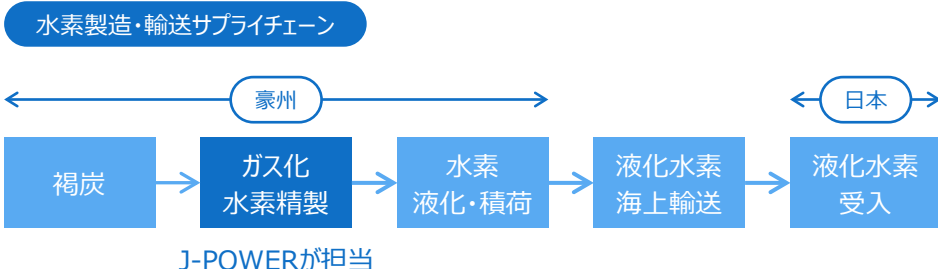 水素製造・輸送サプライチェーン
豪州
日本
褐炭
ガス化
水素精製
水素
液化・積荷
液化水素
海上輸送
液化水素
受入
J-POWERが担当